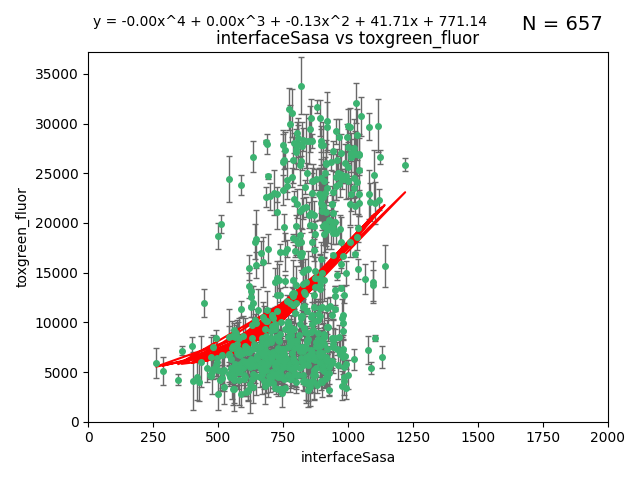 y = -0.00x^4 + 0.00x^3 + -0.13x^2 + 41.71x + 771.14
N = 657
interfaceSasa vs toxgreen_fluor
35000
30000
25000
20000
15000
10000
5000
0
toxgreen_fluor
0 250 500 750 1000 1250 1500 1750 2000
interfaceSasa